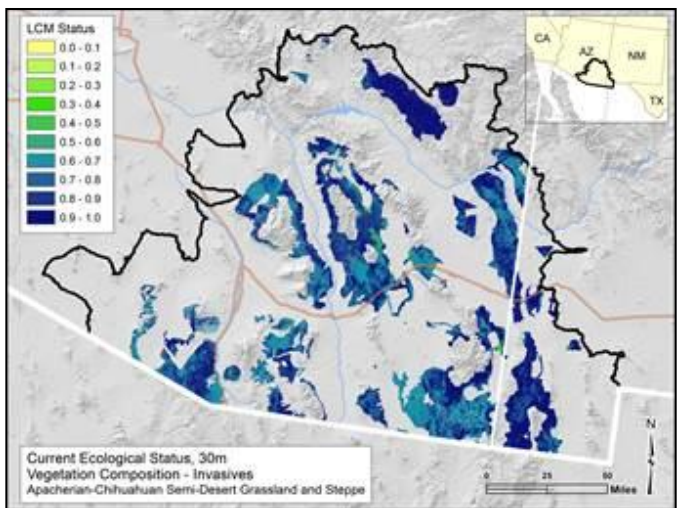 LCM Status
0.0 - 0.1
0.1 - 0.2
0.2 - 0.3
0.3 - 0.4
0.4 - 0.5
0.5 - 0.6
0.6 - 0.7
0.7 - 0.8
0.8 - 0.9
0.9 - 1.0
CA
AZ
NM
TX
N
0 25 50
Miles
Current Ecological Status, 30m
Vegetation Composition - Invasives
Apacherian-Chihuahuan Semi-Desert Grassland and Steppe